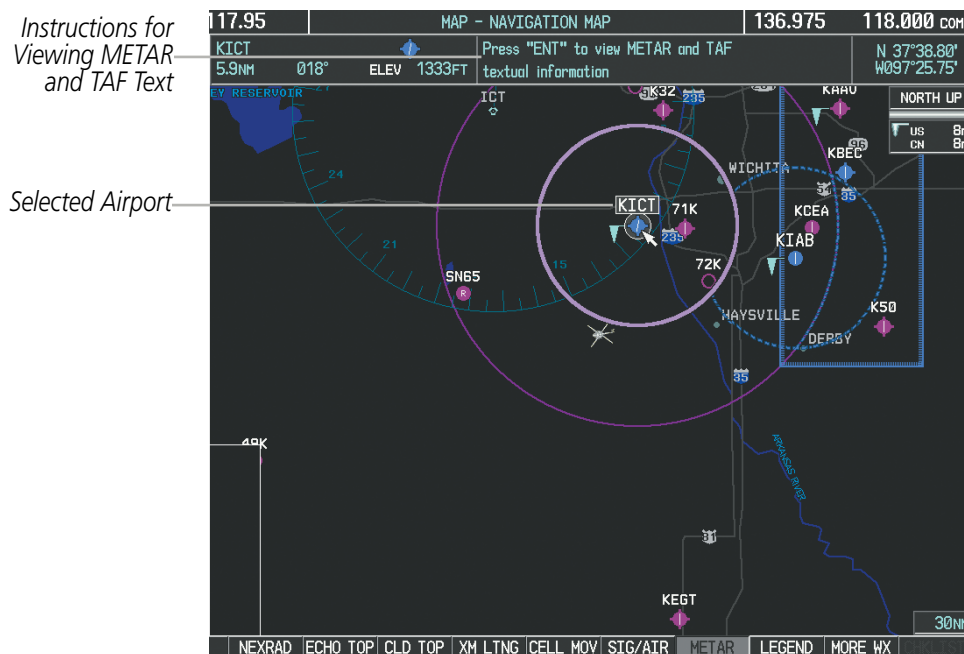 Instructions for
Viewing METAR
and TAF Text
Selected Airport
117.95 MAP - NAVIGATION MAP 136.975 118.000 COM
KICT
5.9NM 018° ELEV 1333FT
Press "ENT" to view METAR and TAF
textual information
N 37°38.80'
W097°25.75'
EY RESERVOIR
ICT
K32
235
KAAV
NORTH UP
US
CN
96
KBEC
WICHITA
35
24
KICT
71K
235
KCEA
21
15
KIAB
SN65
R
72K
K50
HAYSVILLE
DERBY
35
ARKANSAS RIVER
49K
81
KEGT
30NM
NEXRAD ECHO TOP CLD TOP XM LTNG CELL MOV SIG/AIR METAR LEGEND MORE WX